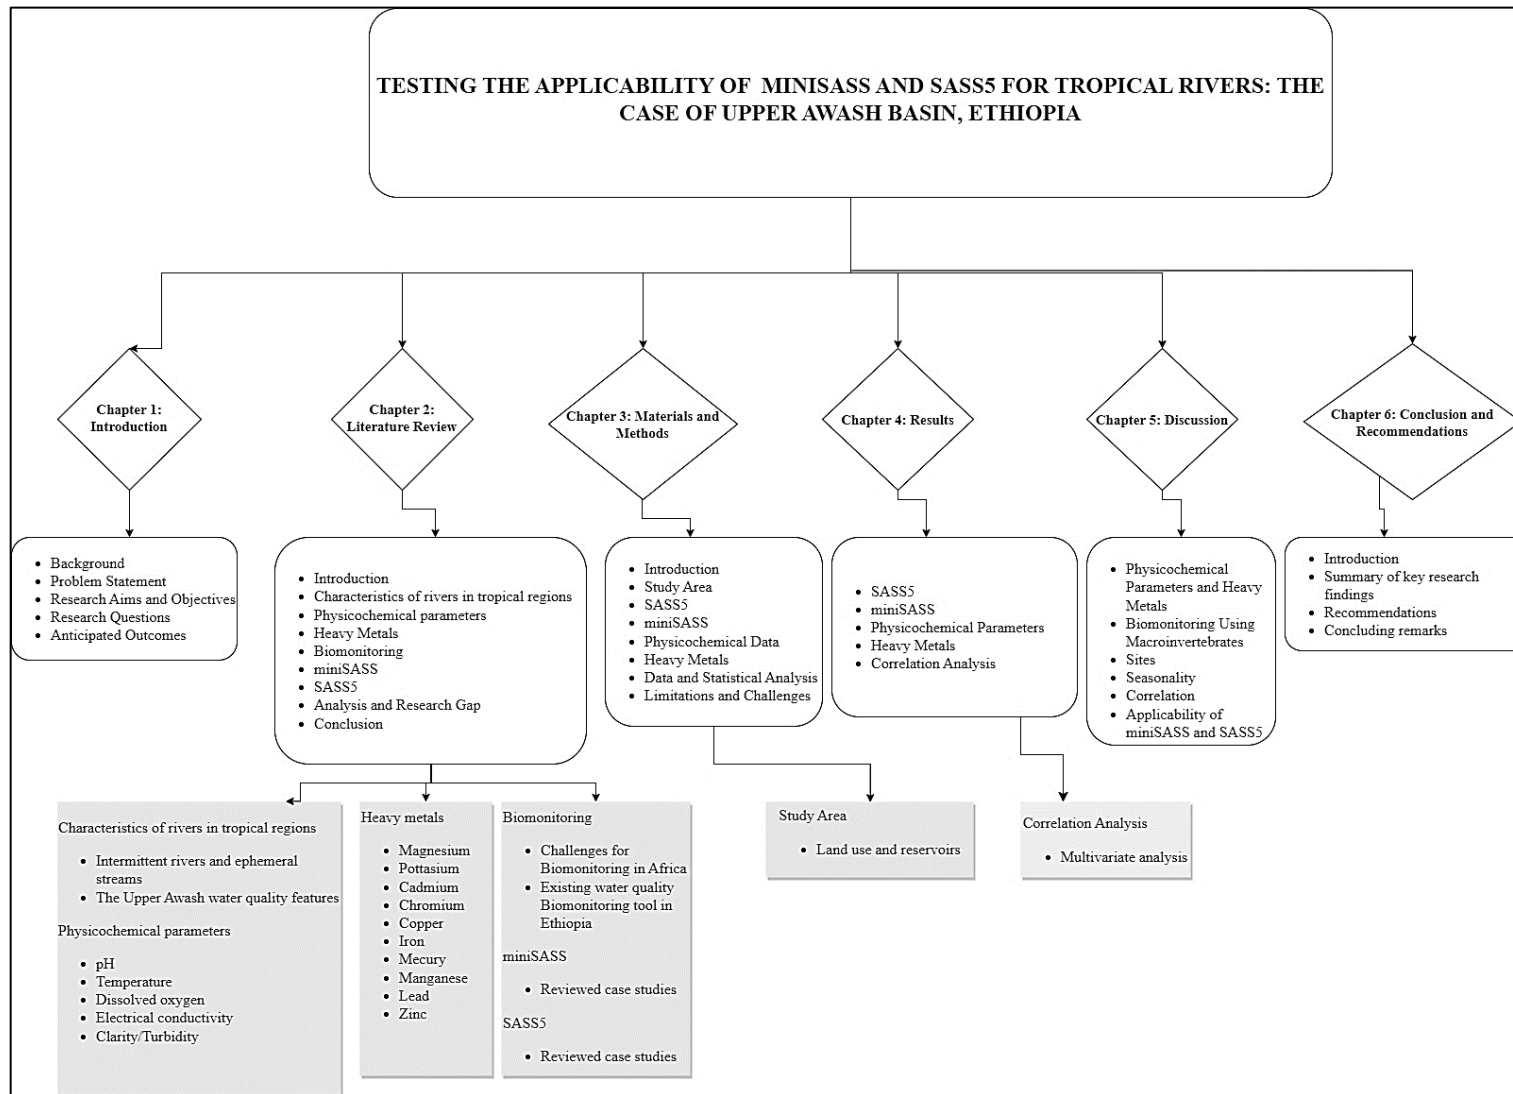 TESTING THE APPLICABILITY OF MINISASS AND SASS5 FOR TROPICAL RIVERS: THE
CASE OF UPPER AWASH BASIN, ETHIOPIA
Chapter 1:
Introduction
Chapter 2:
Literature Review
Chapter 3: Materials and
Methods
Chapter 4: Results
Chapter 5: Discussion
Chapter 6: Conclusion and
Recommendations
• Background
• Problem Statement
• Research Aims and Objectives
• Research Questions
• Anticipated Outcomes
• Introduction
• Characteristics of rivers in tropical regions
• Physicochemical parameters
• Heavy Metals
• Biomonitoring
• miniSASS
• SASS5
• Analysis and Research Gap
• Conclusion
• Introduction
• Study Area
• SASS5
• miniSASS
• Physicochemical Data
• Heavy Metals
• Data and Statistical Analysis
• Limitations and Challenges
• SASS5
• miniSASS
• Physicochemical Parameters
• Heavy Metals
• Correlation Analysis
• Physicochemical
Parameters and Heavy
Metals
• Biomonitoring Using
Macroinvertebrates
• Sites
• Seasonality
• Correlation
• Applicability of
miniSASS and SASS5
• Introduction
• Summary of key research
findings
• Recommendations
• Concluding remarks
Characteristics of rivers in tropical regions
• Intermittent rivers and ephemeral
streams
• The Upper Awash water quality features
Physicochemical parameters
• pH
• Temperature
• Dissolved oxygen
• Electrical conductivity
• Clarity/Turbidity
Heavy metals
• Magnesium
• Pottasium
• Cadmium
• Chromium
• Copper
• Iron
• Mecury
• Manganese
• Lead
• Zinc
Biomonitoring
• Challenges for
Biomonitoring in Africa
• Existing water quality
Biomonitoring tool in
Ethiopia
miniSASS
• Reviewed case studies
SASS5
• Reviewed case studies
Study Area
• Land use and reservoirs
Correlation Analysis
• Multivariate analysis